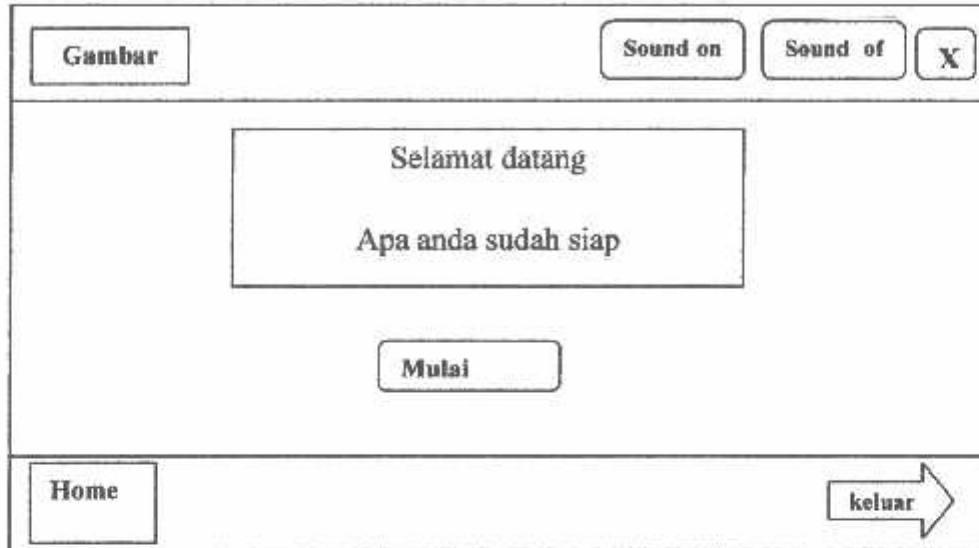 Gambar
Sound on
Sound of
X
Selamat datang
Apa anda sudah siap
Mulai
Home
keluar